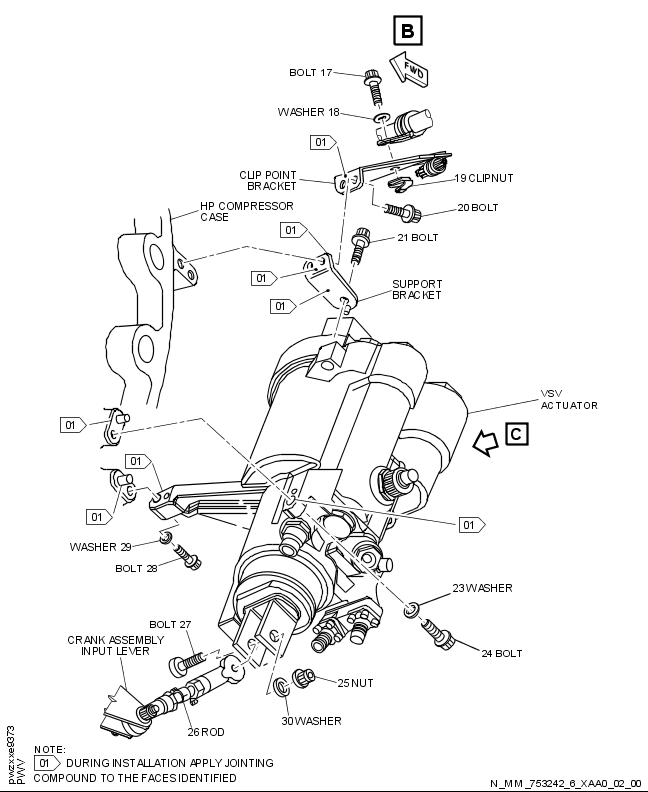 B
FWD
BOLT 17
WASHER 18
01
CLIP POINT
BRACKET
19 CLIPNUT
20 BOLT
HP COMPRESSOR
CASE
01
21 BOLT
01
01
SUPPORT
BRACKET
VSV
ACTUATOR
01
C
01
01
01
WASHER 29
BOLT 28
23 WASHER
24 BOLT
BOLT 27
CRANK ASSEMBLY
INPUT LEVER
25 NUT
30 WASHER
26 ROD
pwzxxe9373
PWV
NOTE:
01 DURING INSTALLATION APPLY JOINTING
COMPOUND TO THE FACES IDENTIFIED
N_MM_753242_6_XAA0_02_00